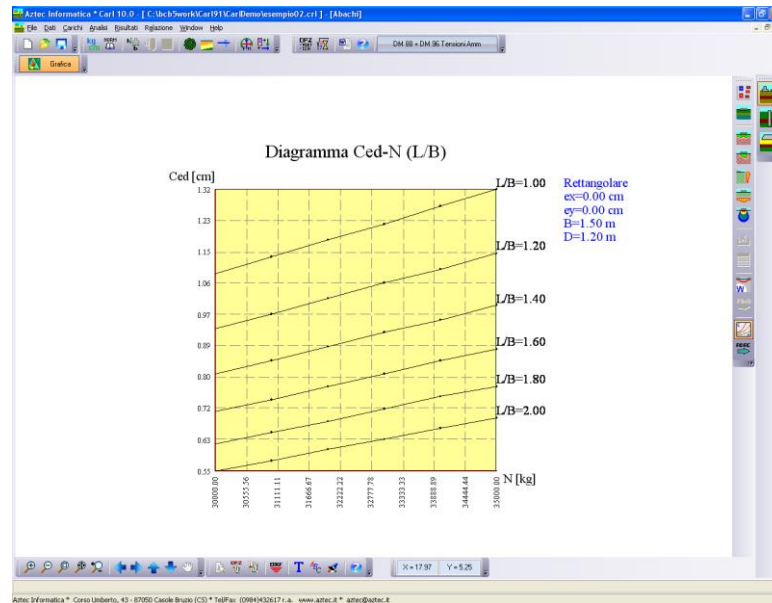 Aztec Informatica * Carl 10.0 - [ C:\bcb5work\Carl91\CarlDemo\esempio02.crl ] - [Abachi]
File Dati Carichi Analisi Risultati Relazione Window Help
DM 88 + DM 96 Tensioni Amm
Grafica
Diagramma Ced-N (L/B)
Ced [cm]
1.32
1.23
1.15
1.06
0.97
0.89
0.80
0.72
0.63
0.55
L/B=1.00
L/B=1.20
L/B=1.40
L/B=1.60
L/B=1.80
L/B=2.00
Rettangolare
ex=0.00 cm
ey=0.00 cm
B=1.50 m
D=1.20 m
30000.00
30555.56
31111.11
31666.67
32222.22
32777.78
33333.33
33888.89
34444.44
35000.00
N [kg]
X=17.97 Y=5.25
Aztec Informatica * Corso Umberto, 43 - 87050 Casole Bruzio (CS) * Tel/Fax: (0984)432617 r.a. www.aztec.it * aztec@aztec.it